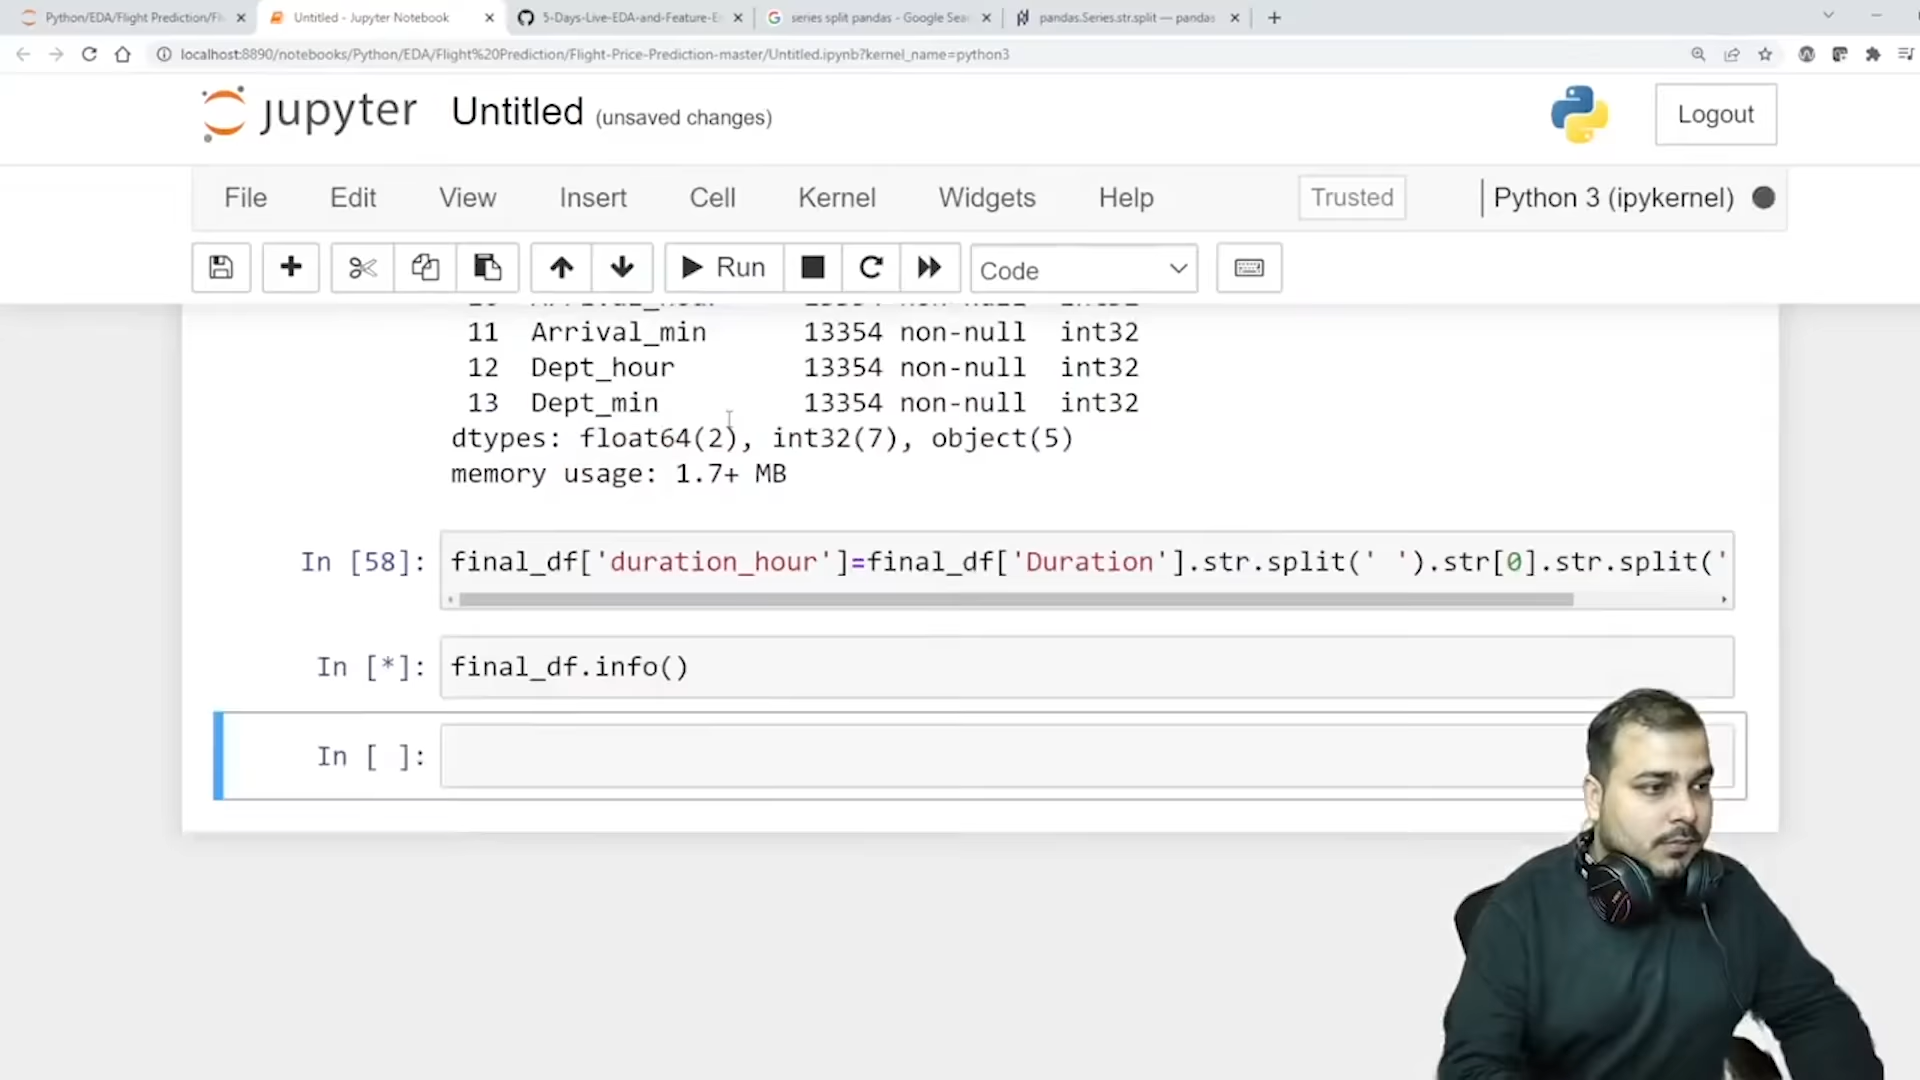 Python/EDA/Flight Prediction/Fl
Untitled - Jupyter Notebook
5-Days-Live-EDA-and-Feature-E
series split pandas - Google Sea
pandas.Series.str.split — pandas
localhost:8890/notebooks/Python/EDA/Flight%20Prediction/Flight-Price-Prediction-master/Untitled.ipynb?kernel_name=python3
jupyter Untitled (unsaved changes)
Logout
File Edit View Insert Cell Kernel Widgets Help Trusted Python 3 (ipykernel)
Run Code
11 Arrival_min 13354 non-null int32
12 Dept_hour 13354 non-null int32
13 Dept_min 13354 non-null int32
dtypes: float64(2), int32(7), object(5)
memory usage: 1.7+ MB
In [58]: final_df['duration_hour']=final_df['Duration'].str.split(' ').str[0].str.split('
In [*]: final_df.info()
In [ ]: